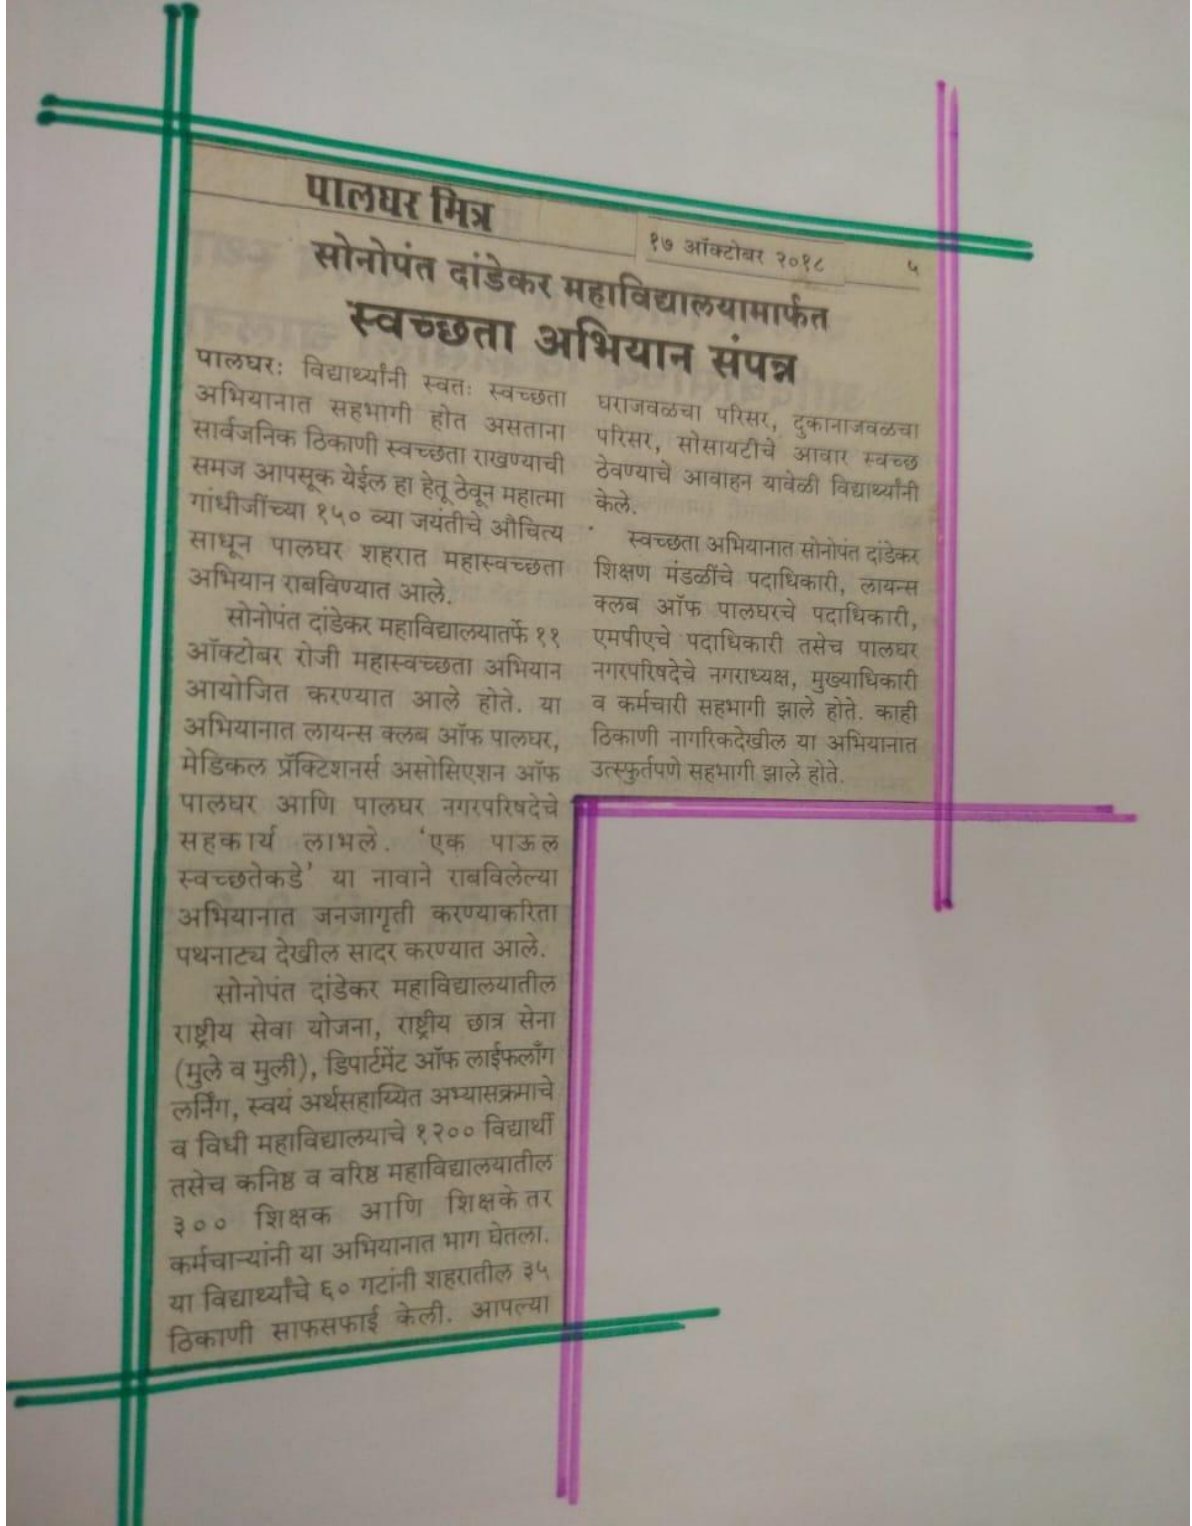 पालघर मित्र
१७ ऑक्टोबर २०१८
५
सोनोपंत दांडेकर महाविद्यालयामार्फत
स्वच्छता अभियान संपन्न
पालघर: विद्यार्थ्यांनी स्वतः स्वच्छता
अभियानात सहभागी होत असताना
सार्वजनिक ठिकाणी स्वच्छता राखण्याची
समज आपसूक येईल हा हेतू ठेवून महात्मा
गांधीजींच्या १५० व्या जयंतीचे औचित्य
साधून पालघर शहरात महास्वच्छता
अभियान राबविण्यात आले.
सोनोपंत दांडेकर महाविद्यालयातर्फे ११
ऑक्टोबर रोजी महास्वच्छता अभियान
आयोजित करण्यात आले होते. या
अभियानात लायन्स क्लब ऑफ पालघर,
मेडिकल प्रॅक्टिशनर्स असोसिएशन ऑफ
पालघर आणि पालघर नगरपरिषदेचे
सहकार्य लाभले. ‘एक पाऊल
स्वच्छतेकडे’ या नावाने राबविलेल्या
अभियानात जनजागृती करण्याकरिता
पथनाट्य देखील सादर करण्यात आले.
सोनोपंत दांडेकर महाविद्यालयातील
राष्ट्रीय सेवा योजना, राष्ट्रीय छात्र सेना
(मुले व मुली), डिपार्टमेंट ऑफ लाईफलाँग
लर्निंग, स्वयं अर्थसहाय्यित अभ्यासक्रमाचे
व विधी महाविद्यालयाचे १२०० विद्यार्थी
तसेच कनिष्ठ व वरिष्ठ महाविद्यालयातील
३०० शिक्षक आणि शिक्षकेतर
कर्मचाऱ्यांनी या अभियानात भाग घेतला.
या विद्यार्थ्यांचे ६० गटांनी शहरातील ३५
ठिकाणी साफसफाई केली. आपल्या
घराजवळचा परिसर, दुकानाजवळचा
परिसर, सोसायटीचे आवार स्वच्छ
ठेवण्याचे आवाहन यावेळी विद्यार्थ्यांनी
केले.
स्वच्छता अभियानात सोनोपंत दांडेकर
शिक्षण मंडळींचे पदाधिकारी, लायन्स
क्लब ऑफ पालघरचे पदाधिकारी,
एमपीएचे पदाधिकारी तसेच पालघर
नगरपरिषदेचे नगराध्यक्ष, मुख्याधिकारी
व कर्मचारी सहभागी झाले होते. काही
ठिकाणी नागरिकदेखील या अभियानात
उत्स्फुर्तपणे सहभागी झाले होते.